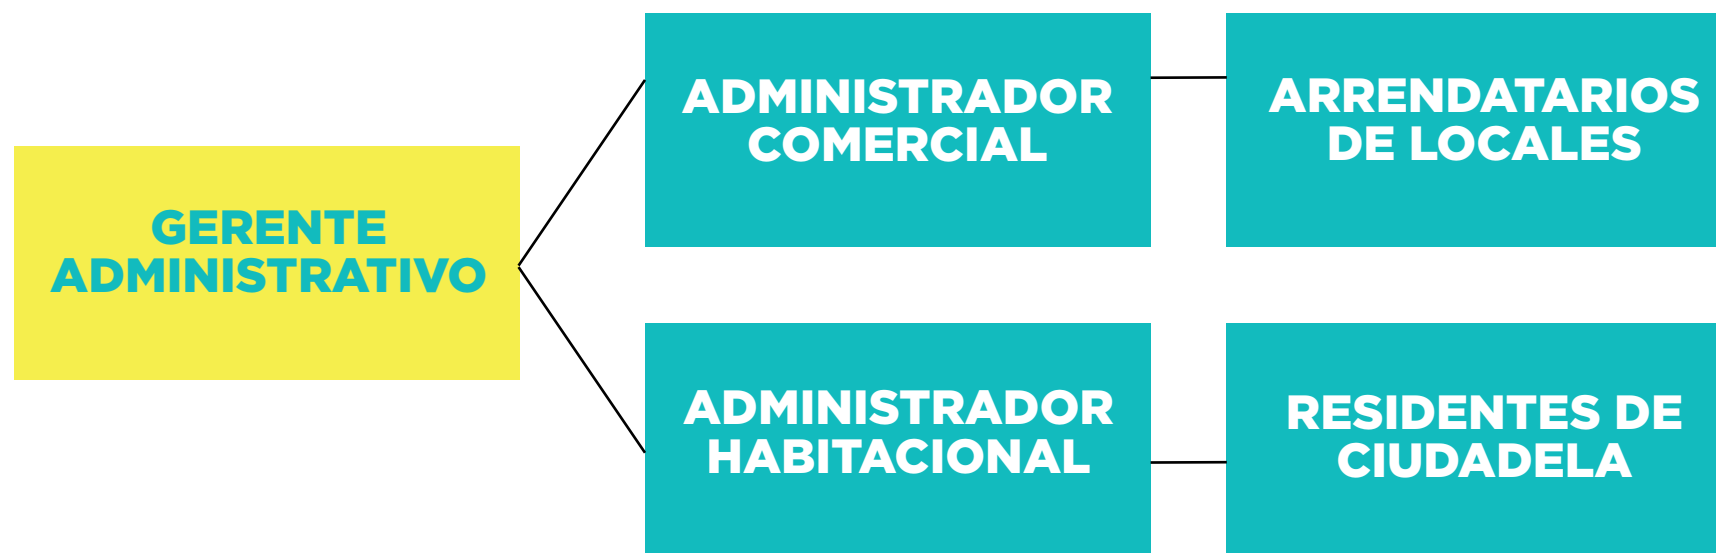 GERENTE
ADMINISTRATIVO
ADMINISTRADOR
COMERCIAL
ARRENDATARIOS
DE LOCALES
ADMINISTRADOR
HABITACIONAL
RESIDENTES DE
CIUDADELA